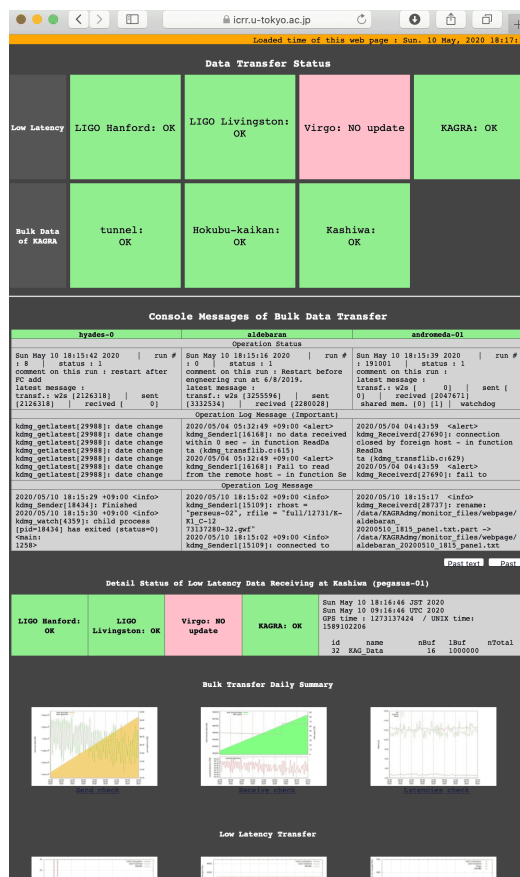 icrr.u-tokyo.ac.jp
Loaded time of this web page : Sun. 10 May, 2020 18:17:
Data Transfer Status
Low Latency
LIGO Hanford: OK
LIGO Livingston:
OK
Virgo: NO update
KAGRA: OK
Bulk Data
of KAGRA
tunnel:
OK
Hokubu-kaikan:
OK
Kashiwa:
OK
Console Messages of Bulk Data Transfer
hyades-0
aldebaran
andromeda-01
Operation Status
Sun May 10 18:15:42 2020 | run #
: 8 | status : 1
comment on this run : restart after
FC add
latest message :
transf.: w2s [2126318] | sent
[2126318] | recived [ 0]
Sun May 10 18:15:16 2020 | run #
: 0 | status : 1
comment on this run : Restart before
engneering run at 6/8/2019.
latest message :
transf.: w2s [3255596] | sent
[3332534] | recived [2280028]
Sun May 10 18:15:39 2020 | run #
: 191001 | status : 1
comment on this run :
latest message :
transf.: w2s [ 0] | sent [
0] | recived [2047671]
shared mem. [0] [1] | watchdog
Operation Log Message (Important)
kdmg_getlatest[29988]: date change
kdmg_getlatest[29988]: date change
kdmg_getlatest[29988]: date change
kdmg_getlatest[29988]: date change
kdmg_getlatest[29988]: date change
kdmg_getlatest[29988]: date change
2020/05/04 05:32:49 +09:00 <alert>
kdmg_Sender1[16168]: no data received
within 0 sec - in function ReadDa
ta (kdmg_transflib.c:615)
2020/05/04 05:32:49 +09:00 <alert>
kdmg_Sender1[16168]: Fail to read
from the remote host - in function Se
2020/05/04 04:43:59 <alert>
kdmg_Receiverd[27690]: connection
closed by foreign host - in function
ReadDa
ta (kdmg_transflib.c:629)
2020/05/04 04:43:59 <alert>
kdmg_Receiverd[27690]: fail to
Operation Log Message
2020/05/10 18:15:29 +09:00 <info>
kdmg_Sender[18434]: Finished
2020/05/10 18:15:30 +09:00 <info>
kdmg_watch[4359]: child process
[pid=18434] has exited (status=0)
<main:
1258>
2020/05/10 18:15:02 +09:00 <info>
kdmg_Sender1[15109]: rhost =
"perseus-02", rfile = "full/12731/K-
K1_C-12
73137280-32.gwf"
2020/05/10 18:15:02 +09:00 <info>
kdmg_Sender1[15109]: connected to
2020/05/10 18:15:17 <info>
kdmg_Receiverd[28737]: rename:
/data/KAGRAdmg/monitor_files/webpage/
aldebaran_
20200510_1815_panel.txt.part ->
/data/KAGRAdmg/monitor_files/webpage/
aldebaran_20200510_1815_panel.txt
Past text
Past
Detail Status of Low Latency Data Receiving at Kashiwa (pegasus-01)
LIGO Hanford:
OK
LIGO
Livingston: OK
Virgo: NO
update
KAGRA: OK
Sun May 10 18:16:46 JST 2020
Sun May 10 09:16:46 UTC 2020
GPS time : 1273137424 / UNIX time:
1589102206
id name nBuf lBuf nTotal
32 KAG_Data 16 1000000
Bulk Transfer Daily Summary
Send check
Receive check
Latencies check
Low Latency Transfer